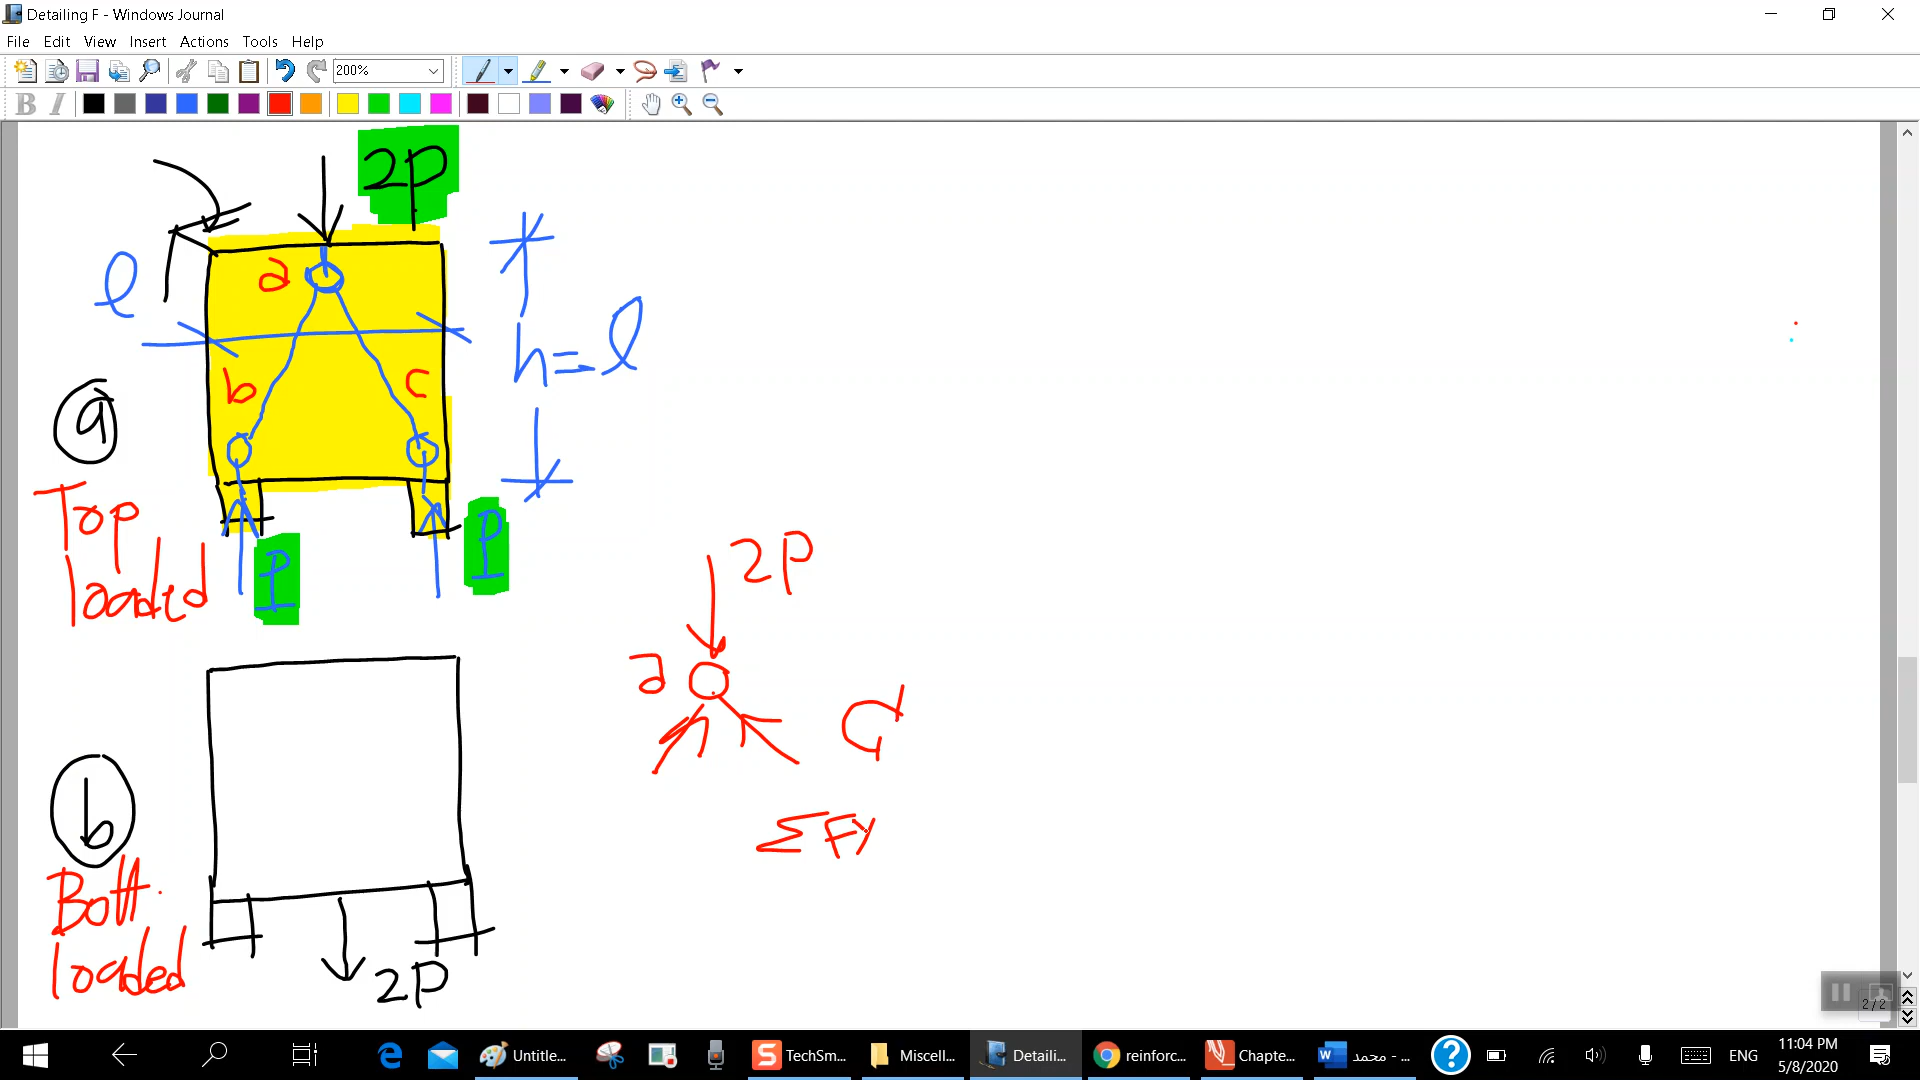 Detailing F - Windows Journal
File Edit View Insert Actions Tools Help
200%
B I
2P
a
l
h=l
b c
a
Top
loaded
P P
2P
a
C
ΣFy
b
Bott.
loaded
2P
2 / 2
Untitle...
TechSm...
Miscell...
Detaili...
reinforc...
Chapte...
محمد - ...
ENG
11:04 PM
5/8/2020